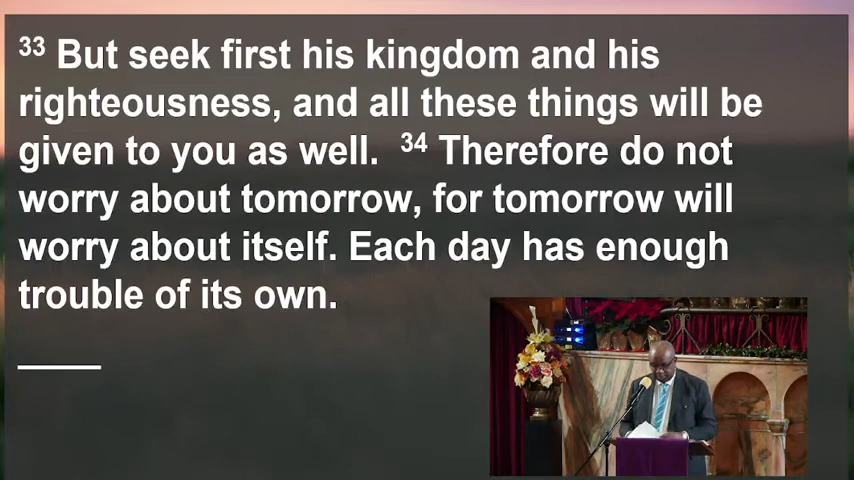 33 But seek first his kingdom and his
righteousness, and all these things will be
given to you as well. 34 Therefore do not
worry about tomorrow, for tomorrow will
worry about itself. Each day has enough
trouble of its own.